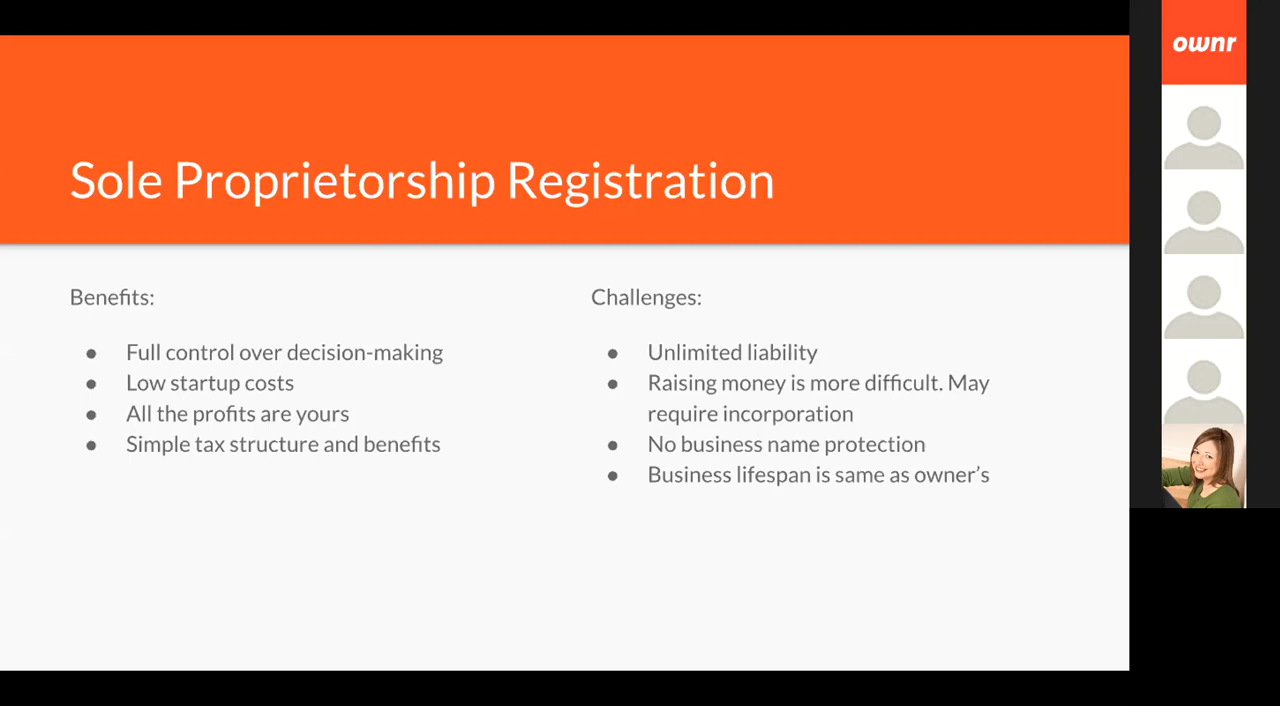 ownr
Sole Proprietorship Registration
Benefits:
● Full control over decision-making
● Low startup costs
● All the profits are yours
● Simple tax structure and benefits
Challenges:
● Unlimited liability
● Raising money is more difficult. May
require incorporation
● No business name protection
● Business lifespan is same as owner’s